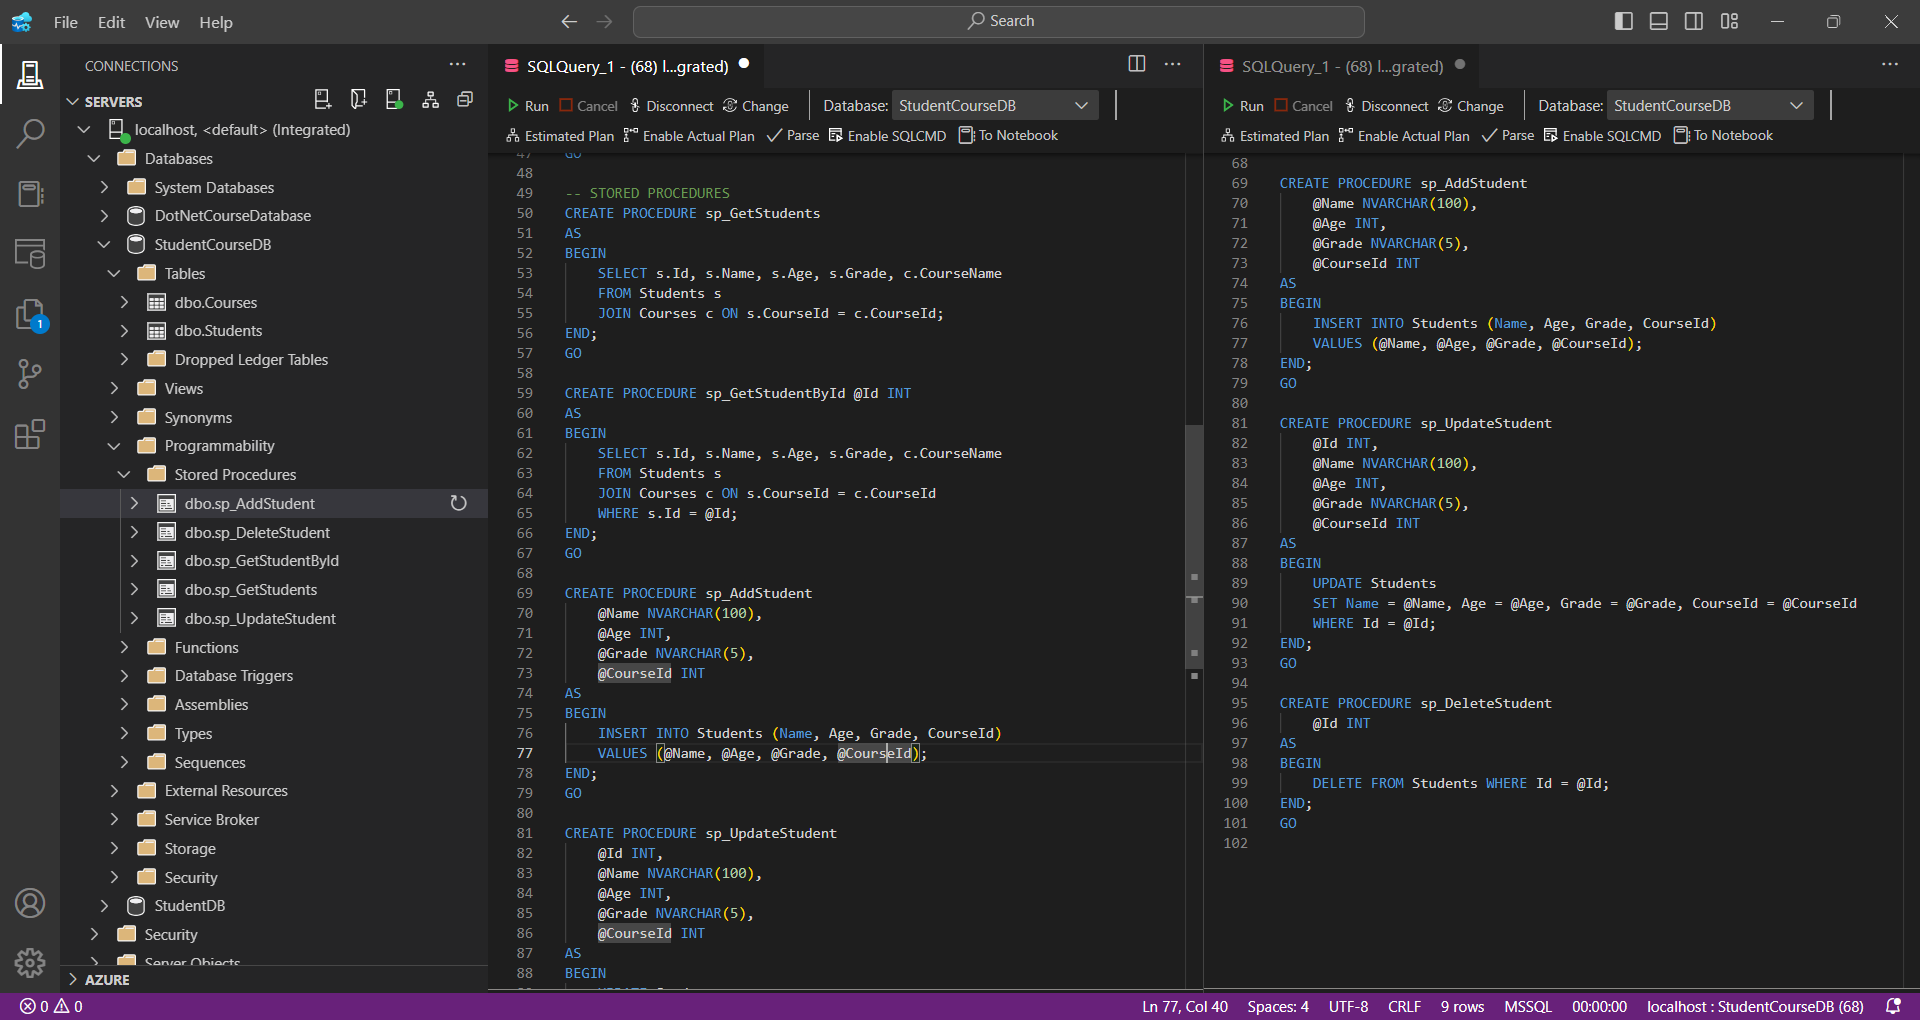 File Edit View Help
Search
CONNECTIONS
SERVERS
localhost, <default> (Integrated)
Databases
System Databases
DotNetCourseDatabase
StudentCourseDB
Tables
dbo.Courses
dbo.Students
Dropped Ledger Tables
Views
Synonyms
Programmability
Stored Procedures
dbo.sp_AddStudent
dbo.sp_DeleteStudent
dbo.sp_GetStudentById
dbo.sp_GetStudents
dbo.sp_UpdateStudent
Functions
Database Triggers
Assemblies
Types
Sequences
External Resources
Service Broker
Storage
Security
StudentDB
Security
Server Objects
AZURE
1
SQLQuery_1 - (68) l...grated)
Run Cancel Disconnect Change Database: StudentCourseDB
Estimated Plan Enable Actual Plan Parse Enable SQLCMD To Notebook
47 GO
48
49 -- STORED PROCEDURES
50 CREATE PROCEDURE sp_GetStudents
51 AS
52 BEGIN
53 SELECT s.Id, s.Name, s.Age, s.Grade, c.CourseName
54 FROM Students s
55 JOIN Courses c ON s.CourseId = c.CourseId;
56 END;
57 GO
58
59 CREATE PROCEDURE sp_GetStudentById @Id INT
60 AS
61 BEGIN
62 SELECT s.Id, s.Name, s.Age, s.Grade, c.CourseName
63 FROM Students s
64 JOIN Courses c ON s.CourseId = c.CourseId
65 WHERE s.Id = @Id;
66 END;
67 GO
68
69 CREATE PROCEDURE sp_AddStudent
70 @Name NVARCHAR(100),
71 @Age INT,
72 @Grade NVARCHAR(5),
73 @CourseId INT
74 AS
75 BEGIN
76 INSERT INTO Students (Name, Age, Grade, CourseId)
77 VALUES (@Name, @Age, @Grade, @CourseId);
78 END;
79 GO
80
81 CREATE PROCEDURE sp_UpdateStudent
82 @Id INT,
83 @Name NVARCHAR(100),
84 @Age INT,
85 @Grade NVARCHAR(5),
86 @CourseId INT
87 AS
88 BEGIN
SQLQuery_1 - (68) l...grated)
Run Cancel Disconnect Change Database: StudentCourseDB
Estimated Plan Enable Actual Plan Parse Enable SQLCMD To Notebook
68
69 CREATE PROCEDURE sp_AddStudent
70 @Name NVARCHAR(100),
71 @Age INT,
72 @Grade NVARCHAR(5),
73 @CourseId INT
74 AS
75 BEGIN
76 INSERT INTO Students (Name, Age, Grade, CourseId)
77 VALUES (@Name, @Age, @Grade, @CourseId);
78 END;
79 GO
80
81 CREATE PROCEDURE sp_UpdateStudent
82 @Id INT,
83 @Name NVARCHAR(100),
84 @Age INT,
85 @Grade NVARCHAR(5),
86 @CourseId INT
87 AS
88 BEGIN
89 UPDATE Students
90 SET Name = @Name, Age = @Age, Grade = @Grade, CourseId = @CourseId
91 WHERE Id = @Id;
92 END;
93 GO
94
95 CREATE PROCEDURE sp_DeleteStudent
96 @Id INT
97 AS
98 BEGIN
99 DELETE FROM Students WHERE Id = @Id;
100 END;
101 GO
102
0 0 Ln 77, Col 40 Spaces: 4 UTF-8 CRLF 9 rows MSSQL 00:00:00 localhost : StudentCourseDB (68)